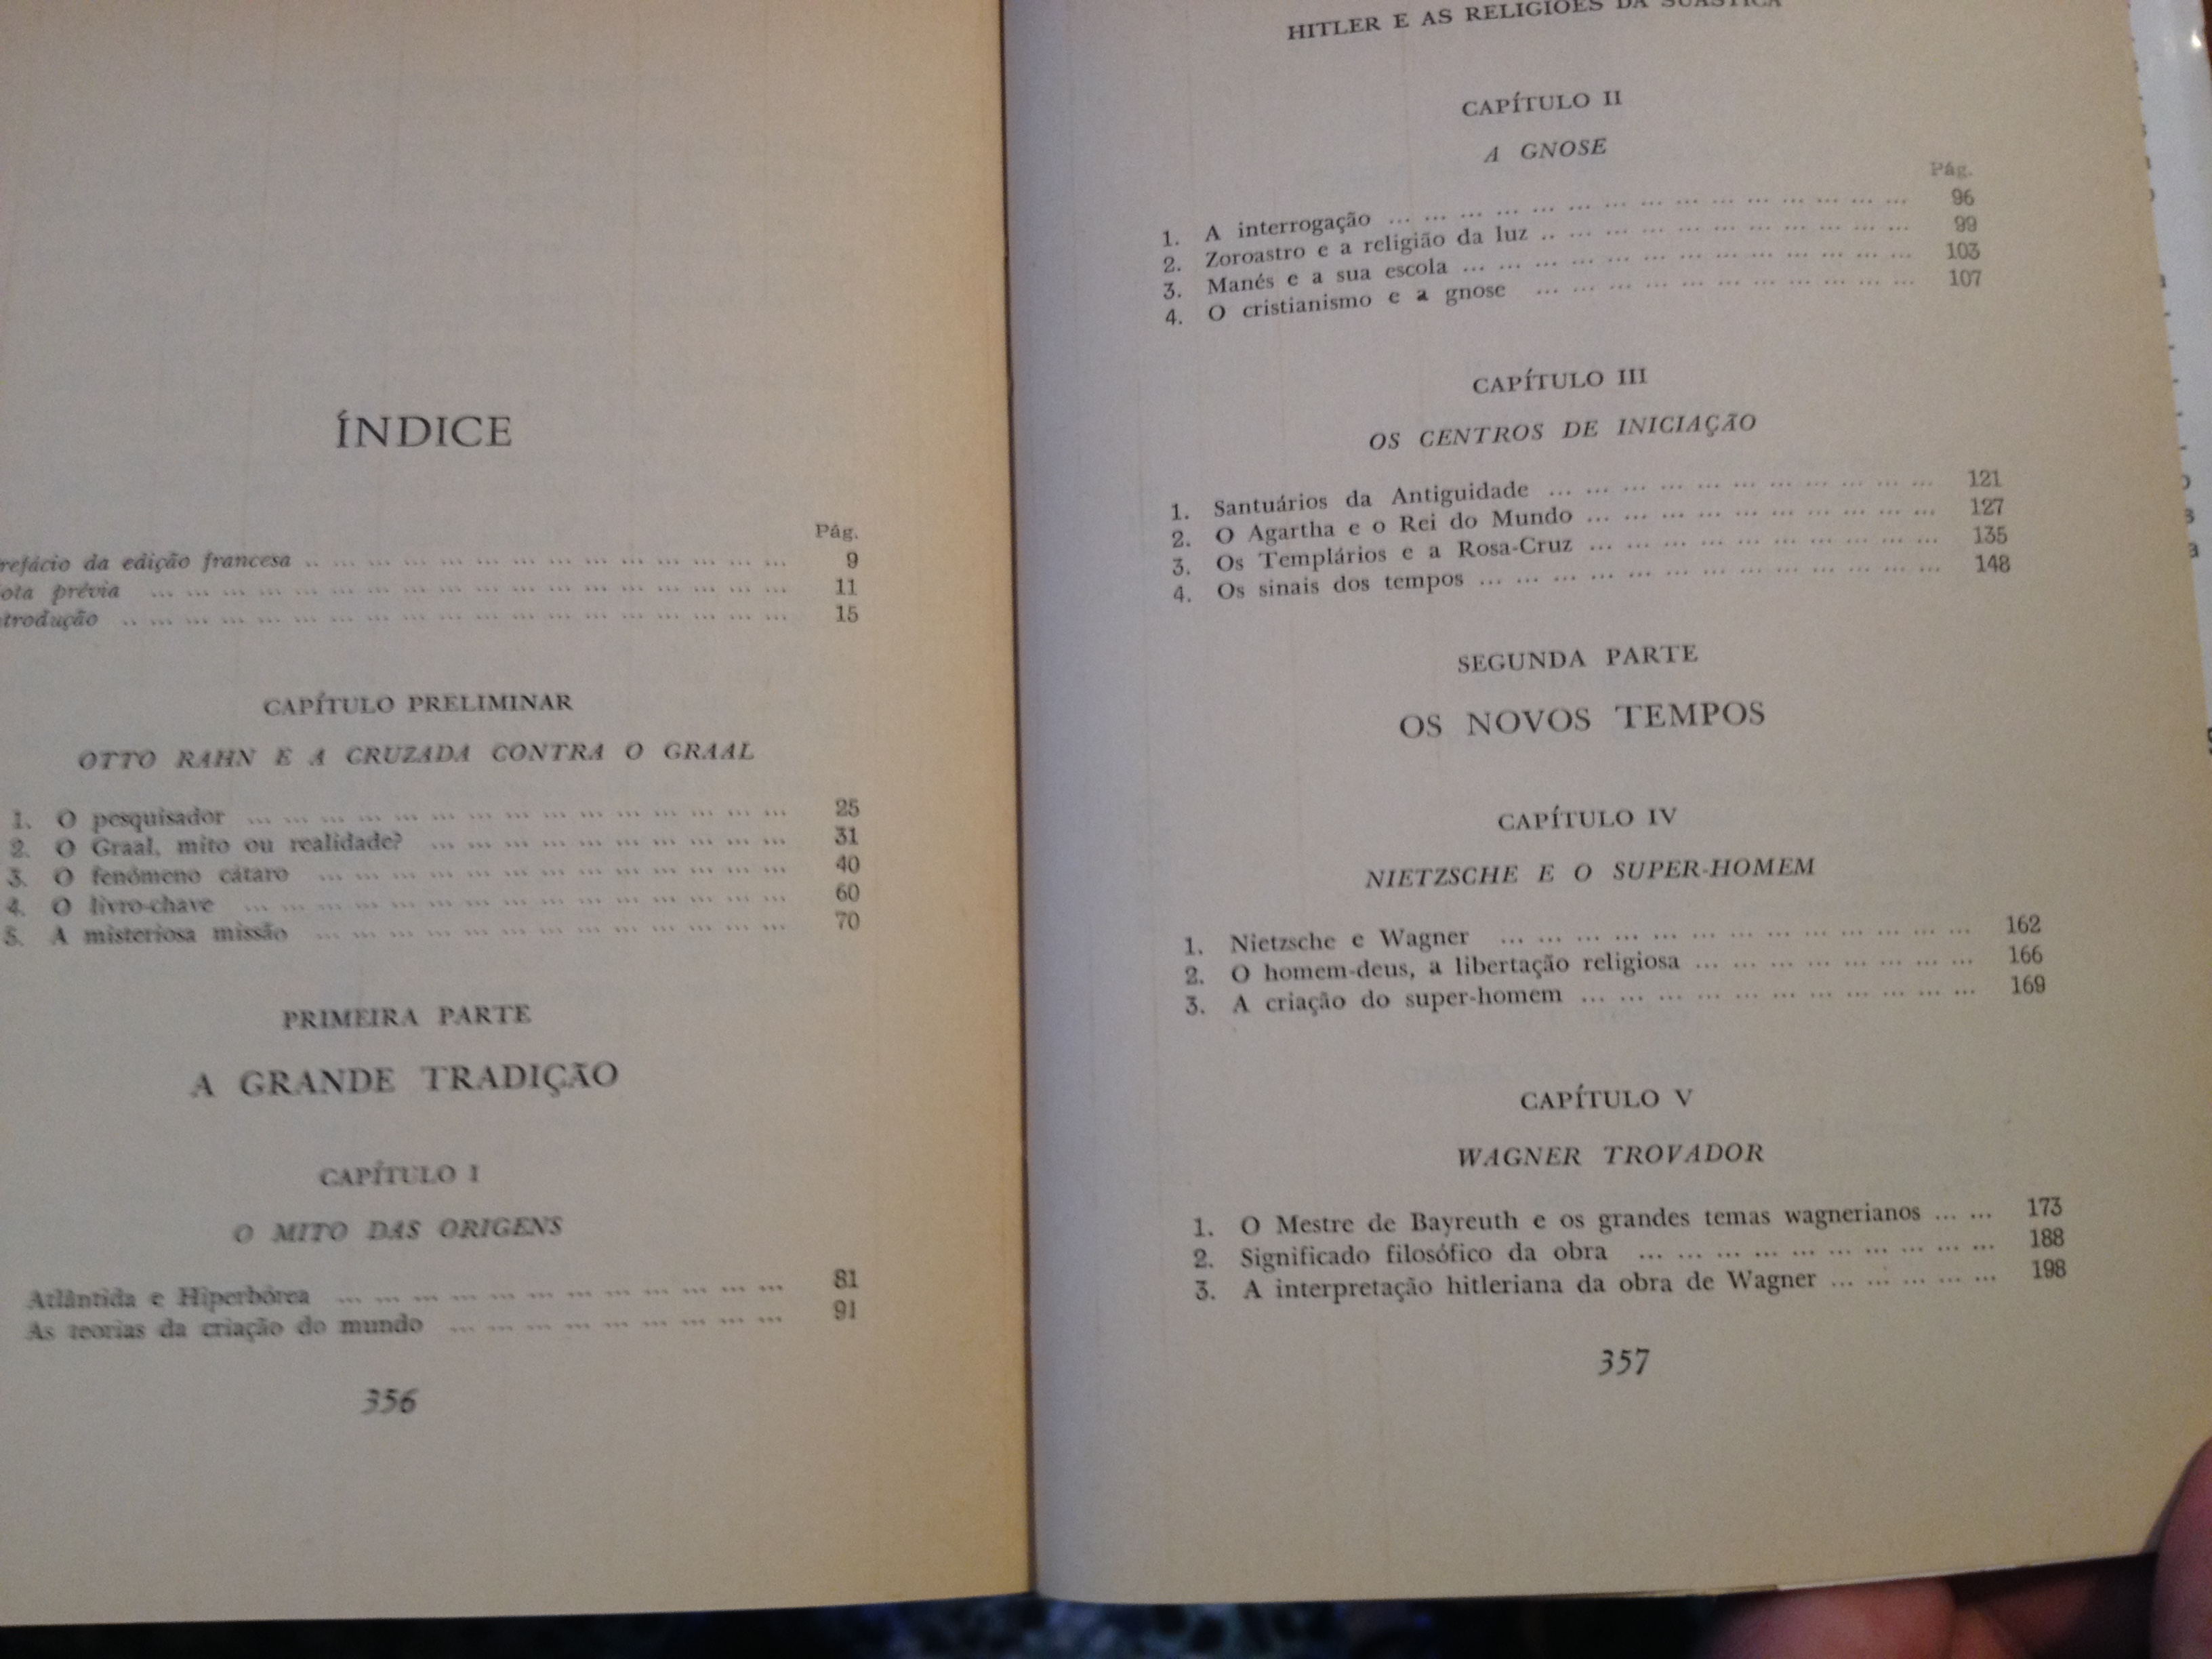 ÍNDICE
Pág.
refácio da edição francesa .. ... ... ... ... ... ... ... ... ... ... ... ... ... 9
ota prévia ... ... ... ... ... ... ... ... ... ... ... ... ... ... ... ... ... ... 11
trodução .. ... ... ... ... ... ... ... ... ... ... ... ... ... ... ... ... ... ... 15
CAPÍTULO PRELIMINAR
OTTO RAHN E A CRUZADA CONTRA O GRAAL
1. O pesquisador ... ... ... ... ... ... ... ... ... ... ... ... ... ... ... 25
2. O Graal, mito ou realidade? ... ... ... ... ... ... ... ... ... ... 31
3. O fenómeno cátaro ... ... ... ... ... ... ... ... ... ... ... ... ... 40
4. O livro-chave ... ... ... ... ... ... ... ... ... ... ... ... ... ... ... 60
5. A misteriosa missão ... ... ... ... ... ... ... ... ... ... ... ... ... 70
PRIMEIRA PARTE
A GRANDE TRADIÇÃO
CAPÍTULO I
O MITO DAS ORIGENS
Atlântida e Hiperbórea ... ... ... ... ... ... ... ... ... ... ... ... 81
As teorias da criação do mundo ... ... ... ... ... ... ... ... ... 91
356
HITLER E AS RELIGIÕES DA SUÁSTICA
CAPÍTULO II
A GNOSE
Pág.
1. A interrogação ... ... ... ... ... ... ... ... ... ... ... ... ... ... ... 96
2. Zoroastro e a religião da luz .. ... ... ... ... ... ... ... ... ... 99
3. Manés e a sua escola ... ... ... ... ... ... ... ... ... ... ... ... ... 103
4. O cristianismo e a gnose ... ... ... ... ... ... ... ... ... ... ... 107
CAPÍTULO III
OS CENTROS DE INICIAÇÃO
1. Santuários da Antiguidade ... ... ... ... ... ... ... ... ... ... ... 121
2. O Agartha e o Rei do Mundo ... ... ... ... ... ... ... ... ... ... 127
3. Os Templários e a Rosa-Cruz ... ... ... ... ... ... ... ... ... ... 135
4. Os sinais dos tempos ... ... ... ... ... ... ... ... ... ... ... ... ... 148
SEGUNDA PARTE
OS NOVOS TEMPOS
CAPÍTULO IV
NIETZSCHE E O SUPER-HOMEM
1. Nietzsche e Wagner ... ... ... ... ... ... ... ... ... ... ... ... ... 162
2. O homem-deus, a libertação religiosa ... ... ... ... ... ... ... ... 166
3. A criação do super-homem ... ... ... ... ... ... ... ... ... ... ... 169
CAPÍTULO V
WAGNER TROVADOR
1. O Mestre de Bayreuth e os grandes temas wagnerianos ... ... 173
2. Significado filosófico da obra ... ... ... ... ... ... ... ... ... ... 188
3. A interpretação hitleriana da obra de Wagner ... ... ... ... ... 198
357